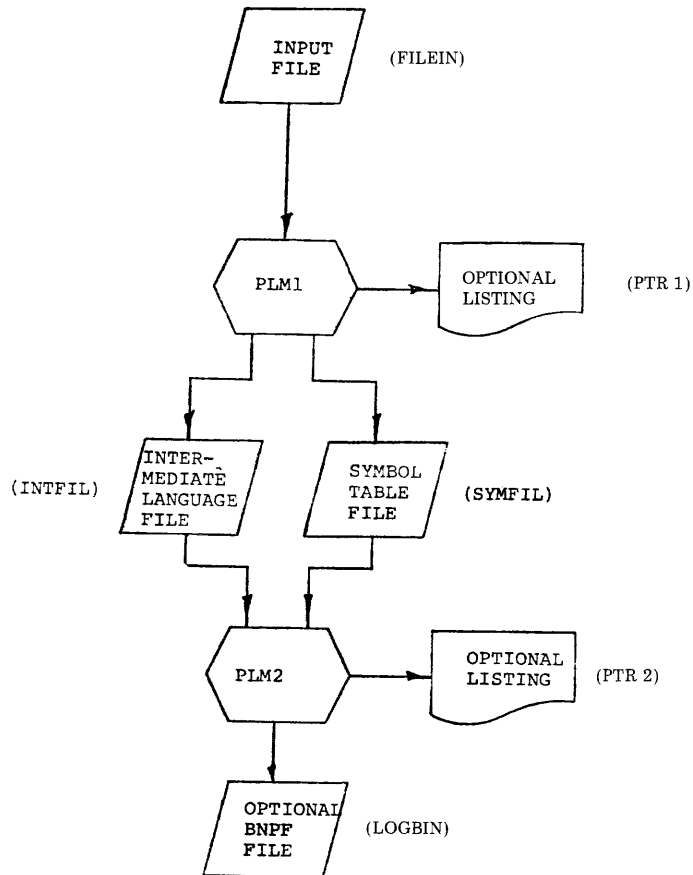 INPUT
FILE
(FILEIN)
PLM1
OPTIONAL
LISTING
(PTR 1)
(INTFIL)
INTER-
MEDIATE
LANGUAGE
FILE
SYMBOL
TABLE
FILE
(SYMFIL)
PLM2
OPTIONAL
LISTING
(PTR 2)
OPTIONAL
BNPF
FILE
(LOGBIN)